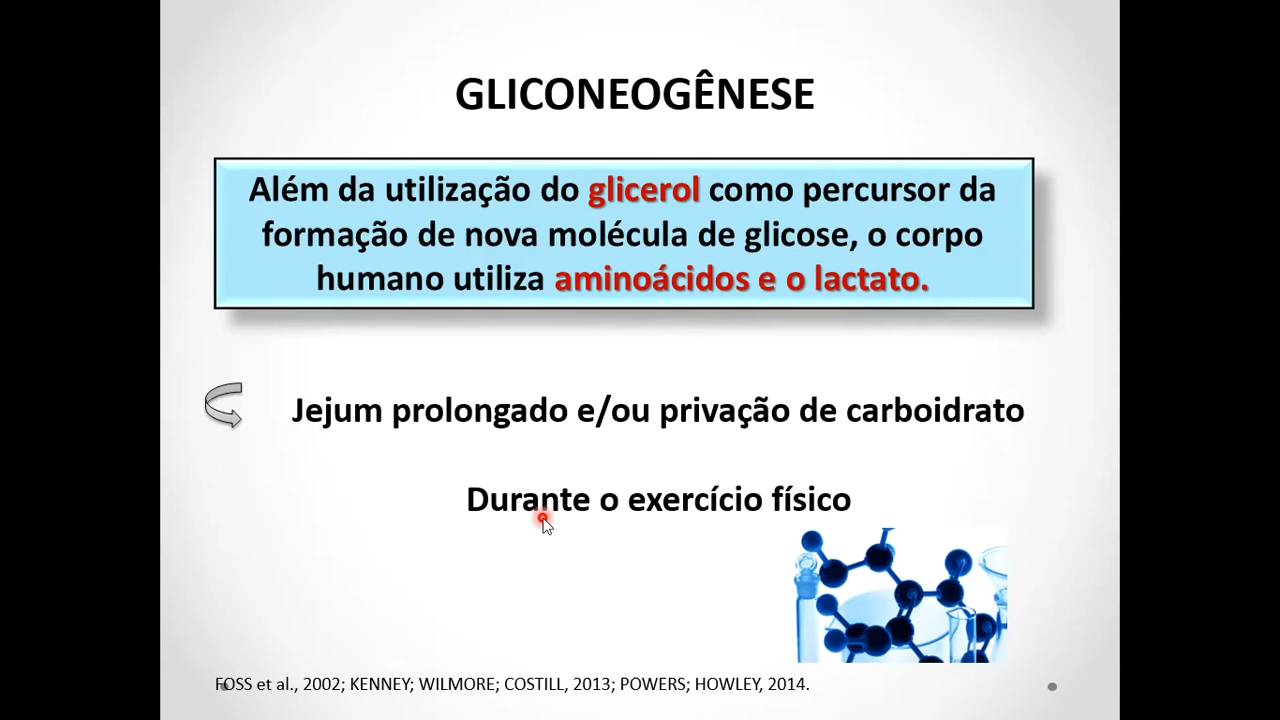 GLICONEOGÊNESE
Além da utilização do glicerol como percursor da
formação de nova molécula de glicose, o corpo
humano utiliza aminoácidos e o lactato.
Jejum prolongado e/ou privação de carboidrato
Durante o exercício físico
FOSS et al., 2002; KENNEY; WILMORE; COSTILL, 2013; POWERS; HOWLEY, 2014.